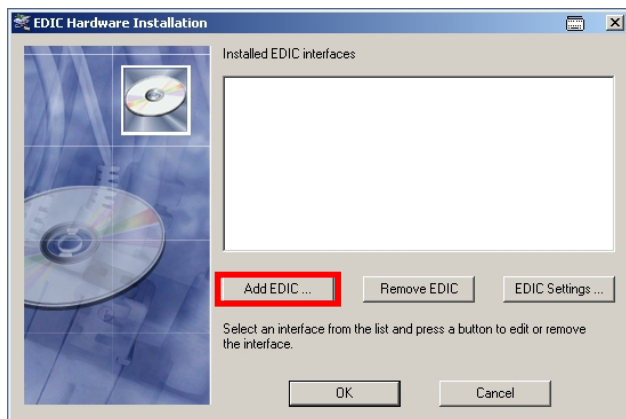 EDIC Hardware Installation
Installed EDIC interfaces
Add EDIC ...
Remove EDIC
EDIC Settings ...
Select an interface from the list and press a button to edit or remove
the interface.
OK
Cancel